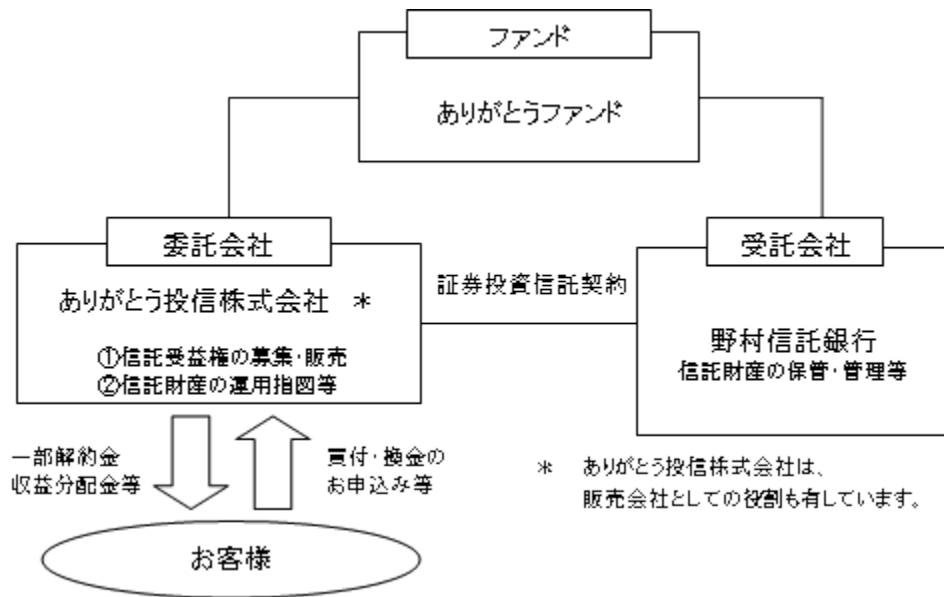 ファンド
ありがとうファンド
委託会社
ありがとう投信株式会社 *
①信託受益権の募集・販売
②信託財産の運用指図等
証券投資信託契約
受託会社
野村信託銀行
信託財産の保管・管理等
一部解約金
収益分配金等
買付・換金の
お申込み等
お客様
* ありがとう投信株式会社は、
販売会社としての役割も有しています。